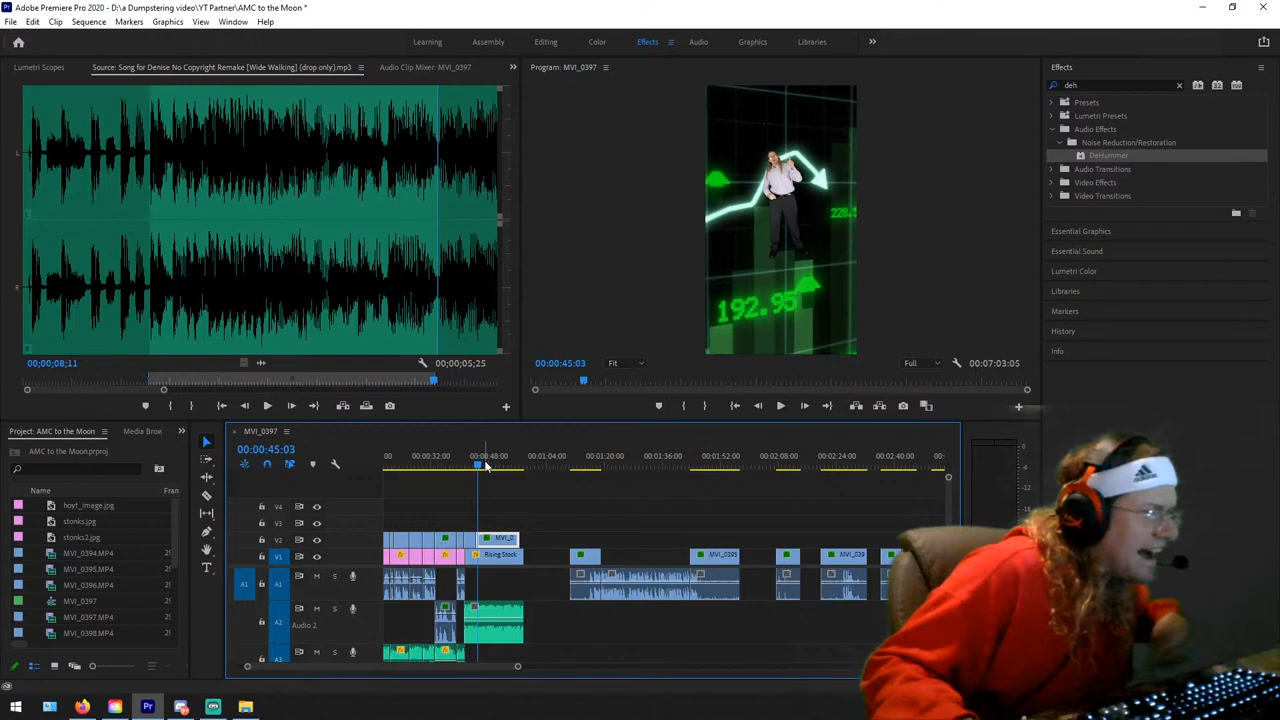 Adobe Premiere Pro 2020 - D:\a Dumpstering video\YT Partner\AMC to the Moon *
File Edit Clip Sequence Markers Graphics View Window Help
Learning Assembly Editing Color Effects Audio Graphics Libraries
Lumetri Scopes Source: Song for Denise No Copyright Remake [Wide Walking] (drop only).mp3 Audio Clip Mixer: MVI_0397
Program: MVI_0397
Effects
deh
Presets
Lumetri Presets
Audio Effects
Noise Reduction/Restoration
DeHummer
Audio Transitions
Video Effects
Video Transitions
Essential Graphics
Essential Sound
Lumetri Color
Libraries
Markers
History
Info
L
R
192.95
00;00;08;11 00;00;05;25
00:00:45:03 Fit Full 00:07:03:05
Project: AMC to the Moon Media Brow
AMC to the Moon.prproj
Name Fran
hoyt_image.jpg
stonks.jpg
stonks2.jpg
MVI_0394.MP4
MVI_0395.MP4
MVI_0396.MP4
MVI_0397
MVI_0397.MP4
MVI_0398.MP4
MVI_0397
00:00:45:03
00 00:00:32:00 00:00:48:00 00:01:04:00 00:01:20:00 00:01:36:00 00:01:52:00 00:02:08:00 00:02:24:00 00:02:40:00 00:
V4
V3
V2 MVI_0
V1 Rising Stock MVI_0395 MVI_039
A1 A1 M S
A2 M S
Audio 2
A3 M S
-6
-12